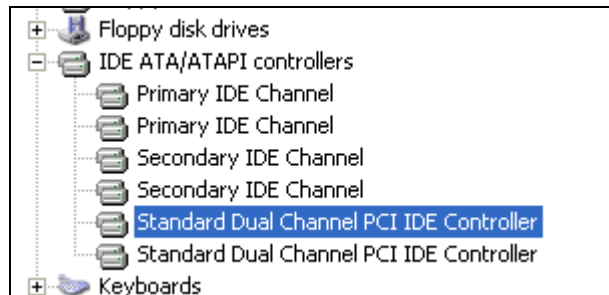 Floppy disk drives
IDE ATA/ATAPI controllers
Primary IDE Channel
Primary IDE Channel
Secondary IDE Channel
Secondary IDE Channel
Standard Dual Channel PCI IDE Controller
Standard Dual Channel PCI IDE Controller
Keyboards